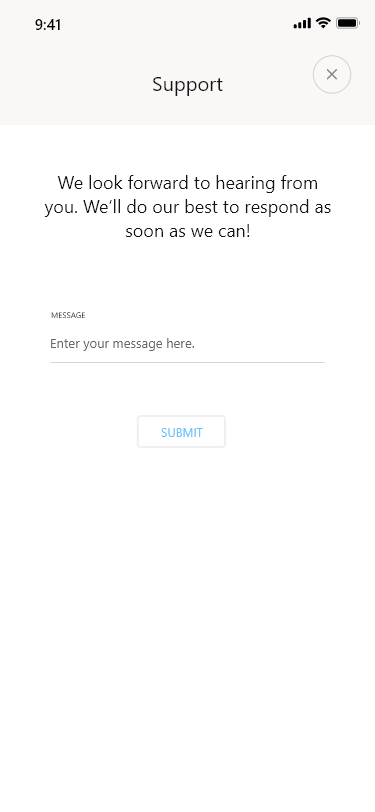 9:41
Support
We look forward to hearing from
you. We'll do our best to respond as
soon as we can!
MESSAGE
Enter your message here.
SUBMIT